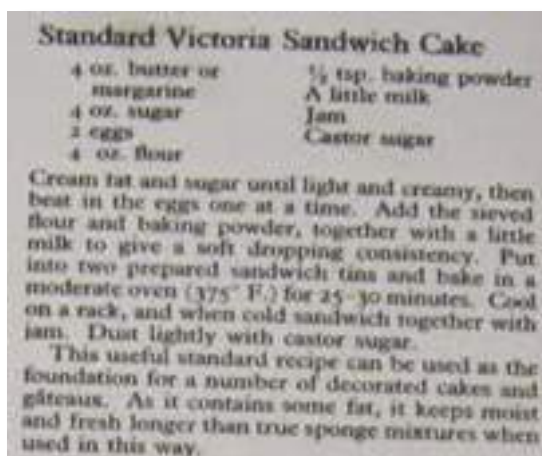 Standard Victoria Sandwich Cake
4 oz. butter or
margarine
4 oz. sugar
2 eggs
4 oz. flour
½ tsp. baking powder
A little milk
Jam
Castor sugar
Cream fat and sugar until light and creamy, then
beat in the eggs one at a time. Add the sieved
flour and baking powder, together with a little
milk to give a soft dropping consistency. Put
into two prepared sandwich tins and bake in a
moderate oven (375° F.) for 25-30 minutes. Cool
on a rack, and when cold sandwich together with
jam. Dust lightly with castor sugar.
This useful standard recipe can be used as the
foundation for a number of decorated cakes and
gâteaux. As it contains some fat, it keeps moist
and fresh longer than true sponge mixtures when
used in this way.